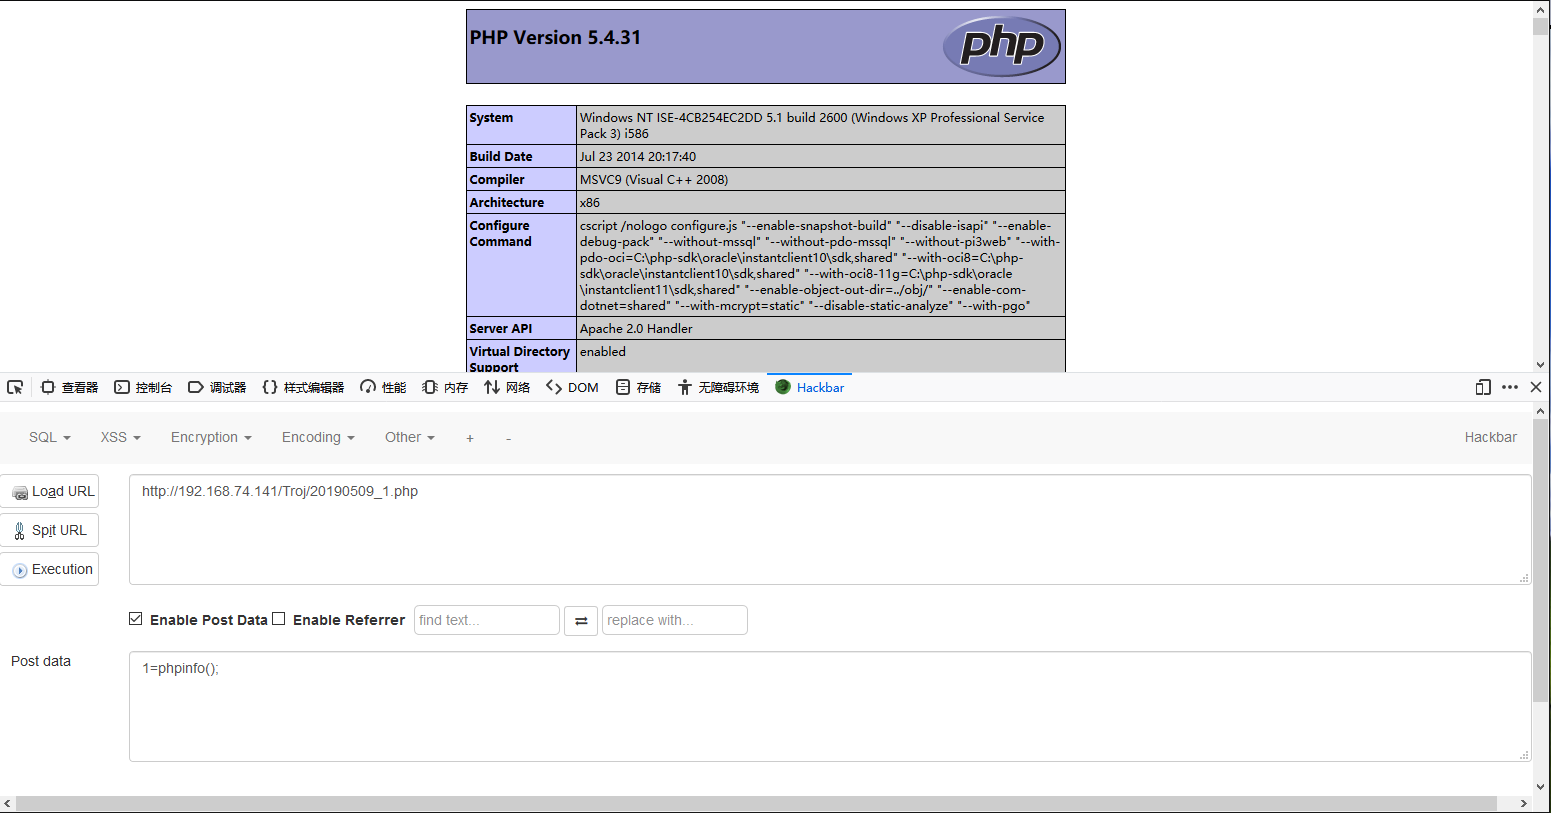 PHP Version 5.4.31
php
System
Windows NT ISE-4CB254EC2DD 5.1 build 2600 (Windows XP Professional Service
Pack 3) i586
Build Date
Jul 23 2014 20:17:40
Compiler
MSVC9 (Visual C++ 2008)
Architecture
x86
Configure
Command
cscript /nologo configure.js "--enable-snapshot-build" "--disable-isapi" "--enable-
debug-pack" "--without-mssql" "--without-pdo-mssql" "--without-pi3web" "--with-
pdo-oci=C:\php-sdk\oracle\instantclient10\sdk,shared" "--with-oci8=C:\php-
sdk\oracle\instantclient10\sdk,shared" "--with-oci8-11g=C:\php-sdk\oracle
\instantclient11\sdk,shared" "--enable-object-out-dir=../obj/" "--enable-com-
dotnet=shared" "--with-mcrypt=static" "--disable-static-analyze" "--with-pgo"
Server API
Apache 2.0 Handler
Virtual Directory
Support
enabled
查看器 控制台 调试器 样式编辑器 性能 内存 网络 DOM 存储 无障碍环境 Hackbar
SQL XSS Encryption Encoding Other + - Hackbar
Load URL
http://192.168.74.141/Troj/20190509_1.php
Spit URL
Execution
Enable Post Data Enable Referrer find text... replace with...
Post data
1=phpinfo();